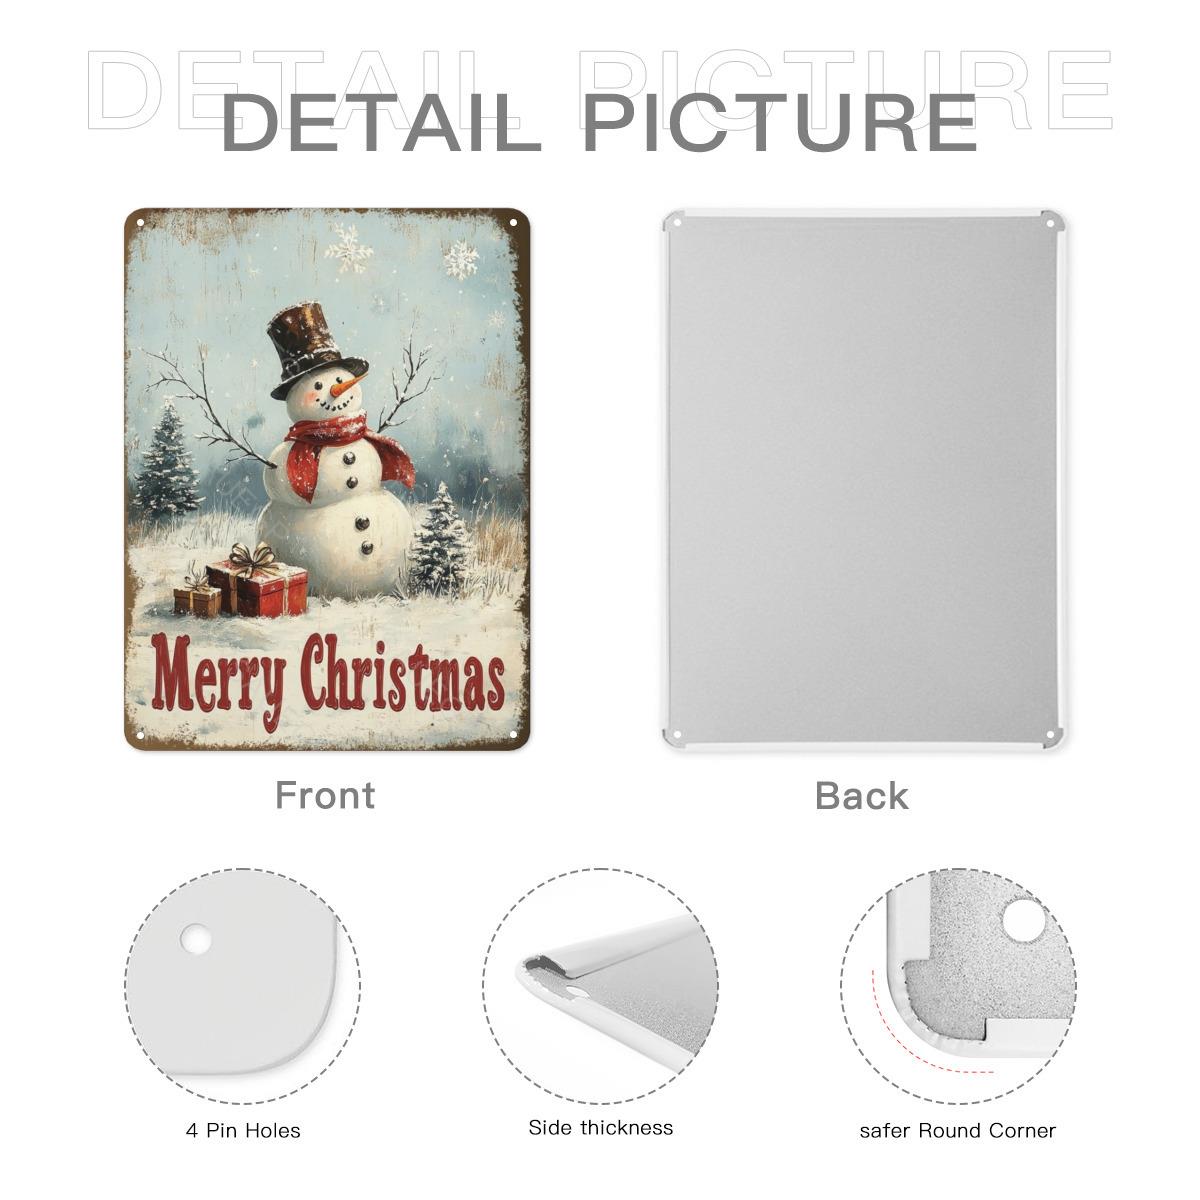 DETAIL PICTURE
DETAIL PICTURE
Merry Christmas
Front
Back
4 Pin Holes
Side thickness
safer Round Corner